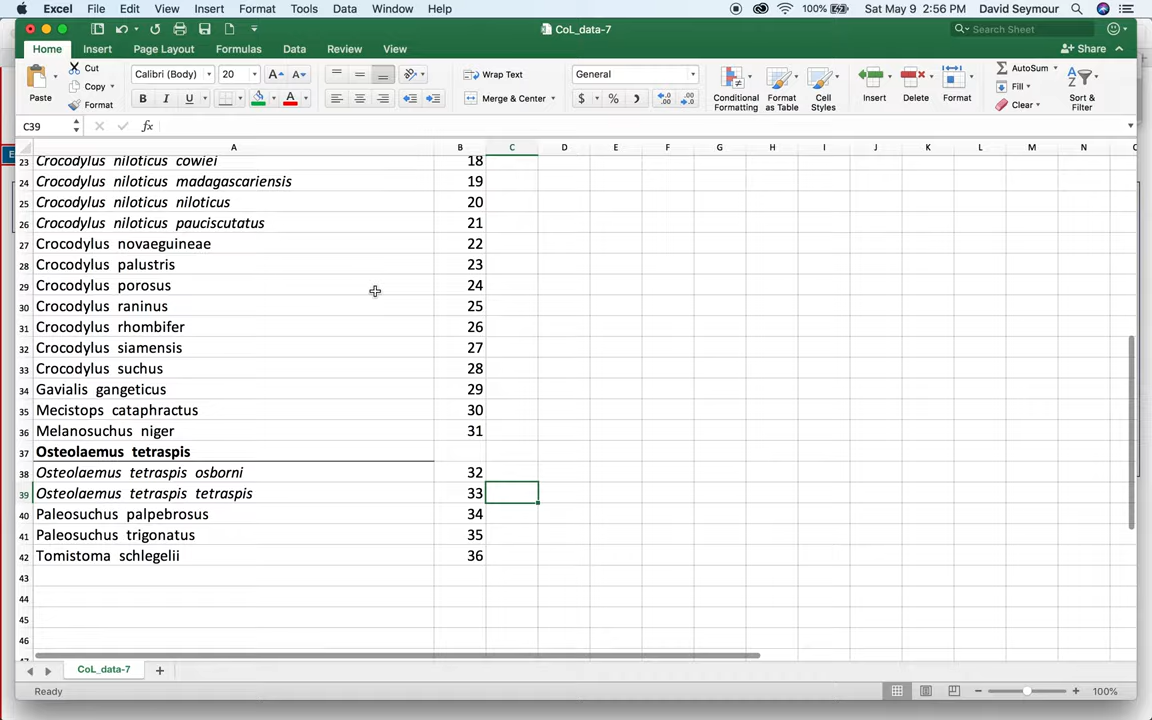 Excel File Edit View Insert Format Tools Data Window Help 100% Sat May 9 2:56 PM David Seymour
CoL_data-7 Search Sheet
Home Insert Page Layout Formulas Data Review View Share
Cut Calibri (Body) 20 Wrap Text General AutoSum
Copy Fill
Paste Format Merge & Center Conditional Formatting Format as Table Cell Styles Insert Delete Format Clear Sort & Filter
C39 fx
A B C D E F G H I J K L M N
23 Crocodylus niloticus cowiei 18
24 Crocodylus niloticus madagascariensis 19
25 Crocodylus niloticus niloticus 20
26 Crocodylus niloticus pauciscutatus 21
27 Crocodylus novaeguineae 22
28 Crocodylus palustris 23
29 Crocodylus porosus 24
30 Crocodylus raninus 25
31 Crocodylus rhombifer 26
32 Crocodylus siamensis 27
33 Crocodylus suchus 28
34 Gavialis gangeticus 29
35 Mecistops cataphractus 30
36 Melanosuchus niger 31
37 Osteolaemus tetraspis
38 Osteolaemus tetraspis osborni 32
39 Osteolaemus tetraspis tetraspis 33
40 Paleosuchus palpebrosus 34
41 Paleosuchus trigonatus 35
42 Tomistoma schlegelii 36
43
44
45
46
CoL_data-7
Ready 100%